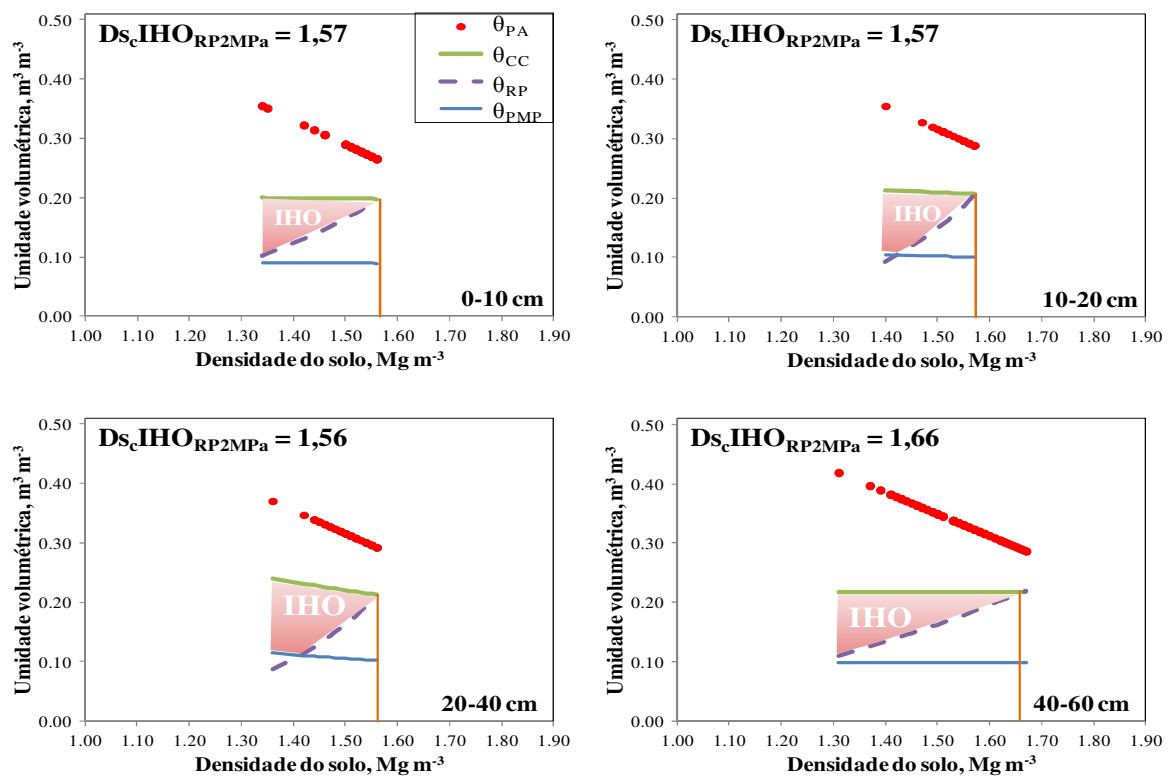 Ds_cIHO_RP2MPa = 1,57
θ_PA
θ_CC
θ_RP
θ_PMP
IHO
0-10 cm
Umidade volumétrica, m³ m⁻³
0.50
0.40
0.30
0.20
0.10
0.00
1.00 1.10 1.20 1.30 1.40 1.50 1.60 1.70 1.80 1.90
Densidade do solo, Mg m⁻³
Ds_cIHO_RP2MPa = 1,57
IHO
10-20 cm
Umidade volumétrica, m³ m⁻³
0.50
0.40
0.30
0.20
0.10
0.00
1.00 1.10 1.20 1.30 1.40 1.50 1.60 1.70 1.80 1.90
Densidade do solo, Mg m⁻³
Ds_cIHO_RP2MPa = 1,56
IHO
20-40 cm
Umidade volumétrica, m³ m⁻³
0.50
0.40
0.30
0.20
0.10
0.00
1.00 1.10 1.20 1.30 1.40 1.50 1.60 1.70 1.80 1.90
Densidade do solo, Mg m⁻³
Ds_cIHO_RP2MPa = 1,66
IHO
40-60 cm
Umidade volumétrica, m³ m⁻³
0.50
0.40
0.30
0.20
0.10
0.00
1.00 1.10 1.20 1.30 1.40 1.50 1.60 1.70 1.80 1.90
Densidade do solo, Mg m⁻³